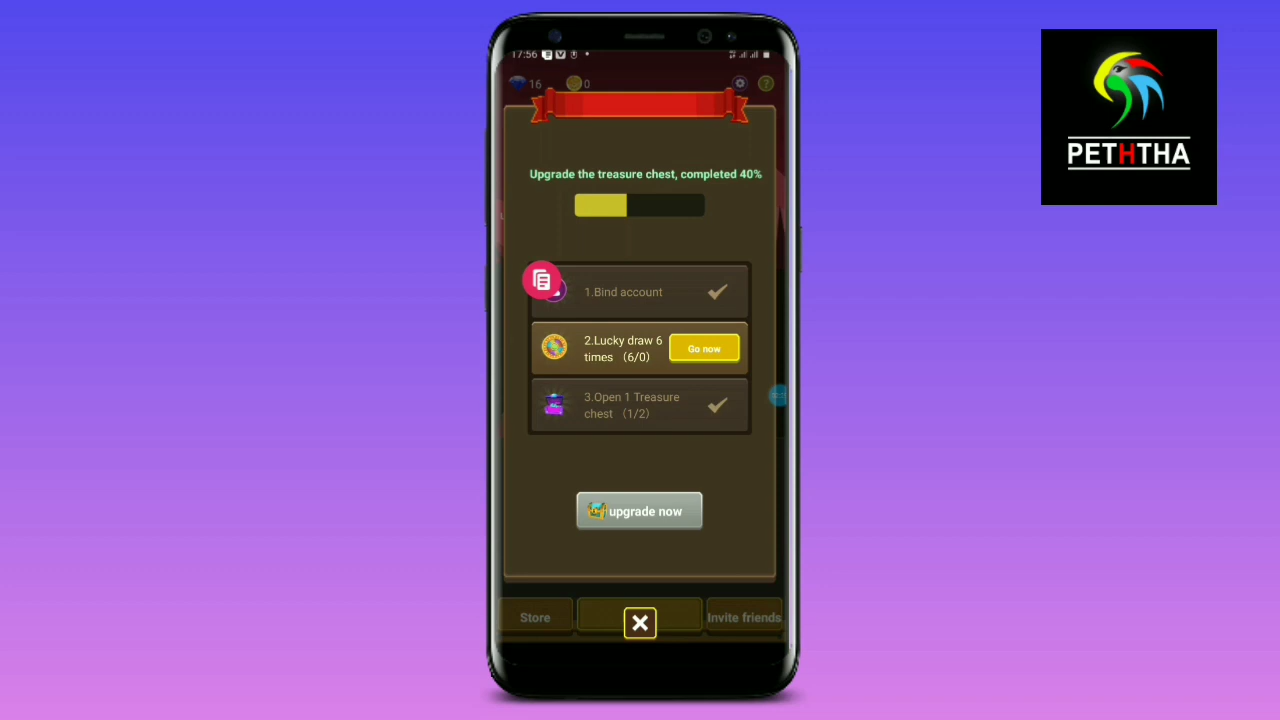 17:56
16
0
?
Upgrade the treasure chest, completed 40%
1.Bind account
2.Lucky draw 6
times (6/0)
Go now
3.Open 1 Treasure
chest (1/2)
upgrade now
Store
Invite friends
PETHTHA